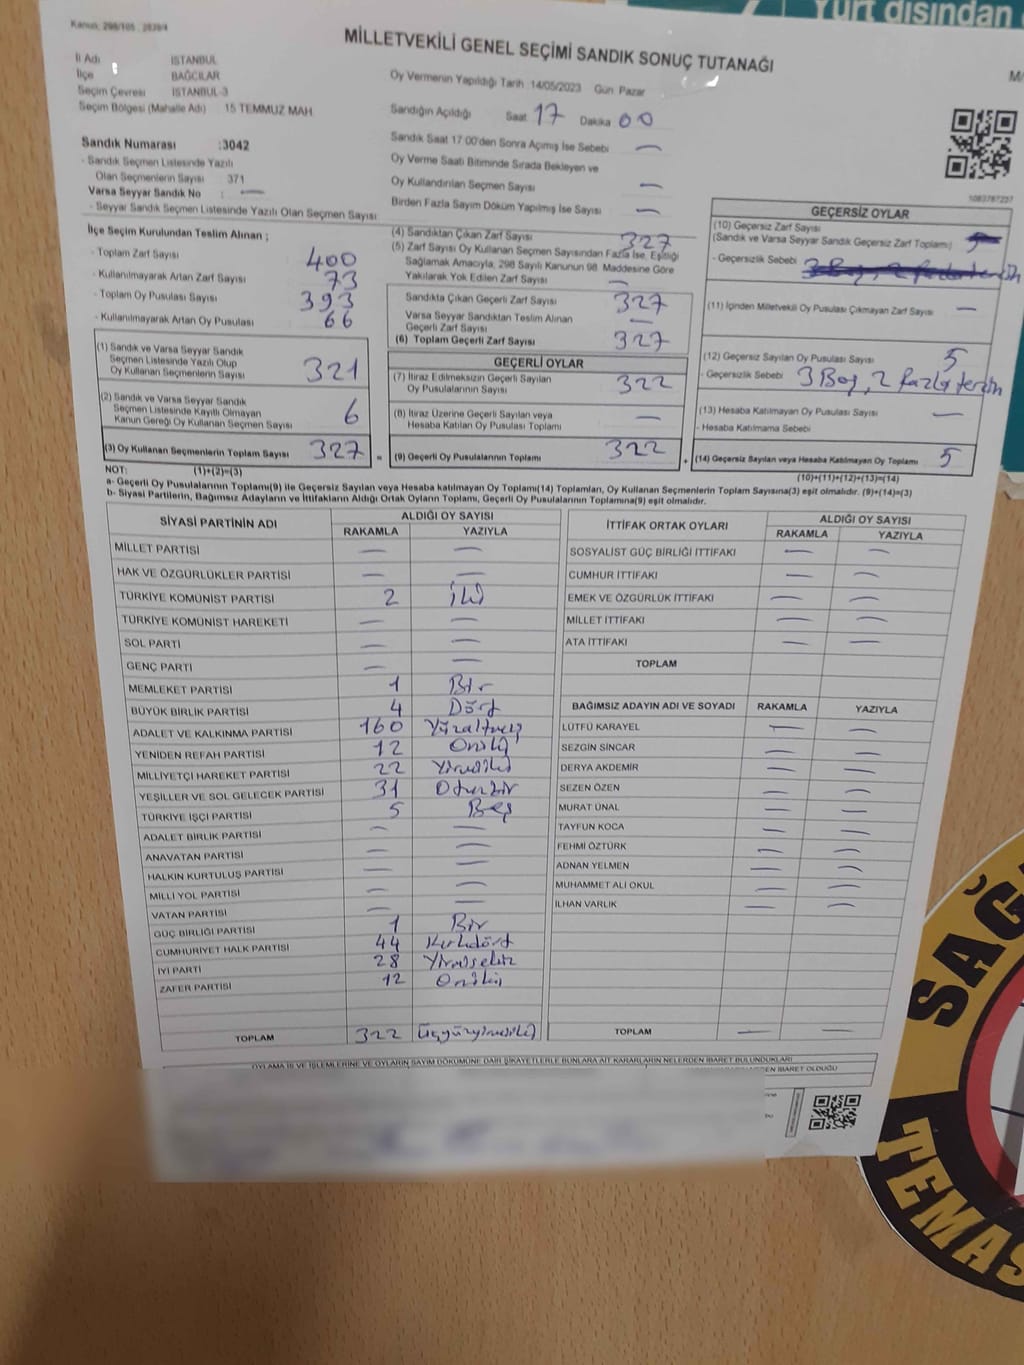 Yurt dışından
Kanun: 298/105 : 2839/4
MİLLETVEKİLİ GENEL SEÇİMİ SANDIK SONUÇ TUTANAĞI
İl Adı İSTANBUL
İlçe BAĞCILAR
Seçim Çevresi İSTANBUL-3
Seçim Bölgesi (Mahalle Adı) 15 TEMMUZ MAH.
Oy Vermenin Yapıldığı Tarih :14/05/2023 Gün: Pazar
Sandığın Açıldığı Saat 17 Dakika 00
Sandık Saat 17:00'den Sonra Açılmış İse Sebebi —
Oy Verme Saati Bitiminde Sırada Bekleyen ve
Oy Kullandırılan Seçmen Sayısı —
Birden Fazla Sayım Döküm Yapılmış İse Sayısı —
Sandık Numarası :3042
- Sandık Seçmen Listesinde Yazılı
Olan Seçmenlerin Sayısı 371
Varsa Seyyar Sandık No : —
- Seyyar Sandık Seçmen Listesinde Yazılı Olan Seçmen Sayısı
1083787237
İlçe Seçim Kurulundan Teslim Alınan ;
- Toplam Zarf Sayısı 400
- Kullanılmayarak Artan Zarf Sayısı 73
- Toplam Oy Pusulası Sayısı 393
- Kullanılmayarak Artan Oy Pusulası 66
(1) Sandık ve Varsa Seyyar Sandık
Seçmen Listesinde Yazılı Olup
Oy Kullanan Seçmenlerin Sayısı 321
(2) Sandık ve Varsa Seyyar Sandık
Seçmen Listesinde Kayıtlı Olmayan
Kanun Gereği Oy Kullanan Seçmen Sayısı 6
(3) Oy Kullanan Seçmenlerin Toplam Sayısı 327 =
(4) Sandıktan Çıkan Zarf Sayısı 327
(5) Zarf Sayısı Oy Kullanan Seçmen Sayısından Fazla İse, Eşitliği
Sağlamak Amacıyla, 298 Sayılı Kanunun 98. Maddesine Göre
Yakılarak Yok Edilen Zarf Sayısı —
Sandıkta Çıkan Geçerli Zarf Sayısı 327
Varsa Seyyar Sandıktan Teslim Alınan
Geçerli Zarf Sayısı —
(6) Toplam Geçerli Zarf Sayısı 327
GEÇERLİ OYLAR
(7) İtiraz Edilmeksizin Geçerli Sayılan
Oy Pusulalarının Sayısı 322
(8) İtiraz Üzerine Geçerli Sayılan veya
Hesaba Katılan Oy Pusulası Toplamı —
(9) Geçerli Oy Pusulalarının Toplamı 322 +
GEÇERSİZ OYLAR
(10) Geçersiz Zarf Sayısı
(Sandık ve Varsa Seyyar Sandık Geçersiz Zarf Toplamı)
- Geçersizlik Sebebi
(11) İçinden Milletvekili Oy Pusulası Çıkmayan Zarf Sayısı —
(12) Geçersiz Sayılan Oy Pusulası Sayısı 5
- Geçersizlik Sebebi 3 Boş, 2 fazla tercih
(13) Hesaba Katılmayan Oy Pusulası Sayısı —
- Hesaba Katılmama Sebebi
(14) Geçersiz Sayılan veya Hesaba Katılmayan Oy Toplamı 5
(10)+(11)+(12)+(13)=(14)
NOT: (1)+(2)=(3)
a- Geçerli Oy Pusulalarının Toplamı(9) ile Geçersiz Sayılan veya Hesaba katılmayan Oy Toplamı(14) Toplamları, Oy Kullanan Seçmenlerin Toplam Sayısına(3) eşit olmalıdır. (9)+(14)=(3)
b- Siyasi Partilerin, Bağımsız Adayların ve İttifakların Aldığı Ortak Oyların Toplamı, Geçerli Oy Pusulalarının Toplamına(9) eşit olmalıdır.
SİYASİ PARTİNİN ADI ALDIĞI OY SAYISI
RAKAMLA YAZIYLA
MİLLET PARTİSİ — —
HAK VE ÖZGÜRLÜKLER PARTİSİ — —
TÜRKİYE KOMÜNİST PARTİSİ 2 iki
TÜRKİYE KOMÜNİST HAREKETİ — —
SOL PARTİ — —
GENÇ PARTİ — —
MEMLEKET PARTİSİ 1 Bir
BÜYÜK BİRLİK PARTİSİ 4 Dört
ADALET VE KALKINMA PARTİSİ 160 Yüzaltmış
YENİDEN REFAH PARTİSİ 12 Oniki
MİLLİYETÇİ HAREKET PARTİSİ 22 Yirmiiki
YEŞİLLER VE SOL GELECEK PARTİSİ 31 Otuzbir
TÜRKİYE İŞÇİ PARTİSİ 5 Beş
ADALET BİRLİK PARTİSİ — —
ANAVATAN PARTİSİ — —
HALKIN KURTULUŞ PARTİSİ — —
MİLLİ YOL PARTİSİ — —
VATAN PARTİSİ — —
GÜÇ BİRLİĞİ PARTİSİ 1 Bir
CUMHURİYET HALK PARTİSİ 44 Kırkdört
İYİ PARTİ 28 Yirmisekiz
ZAFER PARTİSİ 12 Oniki
TOPLAM 322 Üçyüzyirmiiki
İTTİFAK ORTAK OYLARI ALDIĞI OY SAYISI
RAKAMLA YAZIYLA
SOSYALİST GÜÇ BİRLİĞİ İTTİFAKI — —
CUMHUR İTTİFAKI — —
EMEK VE ÖZGÜRLÜK İTTİFAKI — —
MİLLET İTTİFAKI — —
ATA İTTİFAKI — —
TOPLAM
BAĞIMSIZ ADAYIN ADI VE SOYADI RAKAMLA YAZIYLA
LÜTFÜ KARAYEL — —
SEZGİN SİNCAR — —
DERYA AKDEMİR — —
SEZEN ÖZEN — —
MURAT ÜNAL — —
TAYFUN KOCA — —
FEHMİ ÖZTÜRK — —
ADNAN YELMEN — —
MUHAMMET ALİ OKUL — —
İLHAN VARLIK — —
TOPLAM — —
OYLAMA İŞ VE İŞLEMLERİNE VE OYLARIN SAYIM DÖKÜMÜNE DAİR ŞİKAYETLERLE BUNLARA AİT KARARLARIN NELERDEN İBARET BULUNDUKLARI
İBARET OLDUĞU
TEMAS